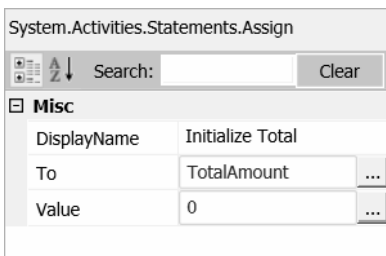 System.Activities.Statements.Assign
A Z Search: Clear
Misc
DisplayName Initialize Total
To TotalAmount ...
Value 0 ...